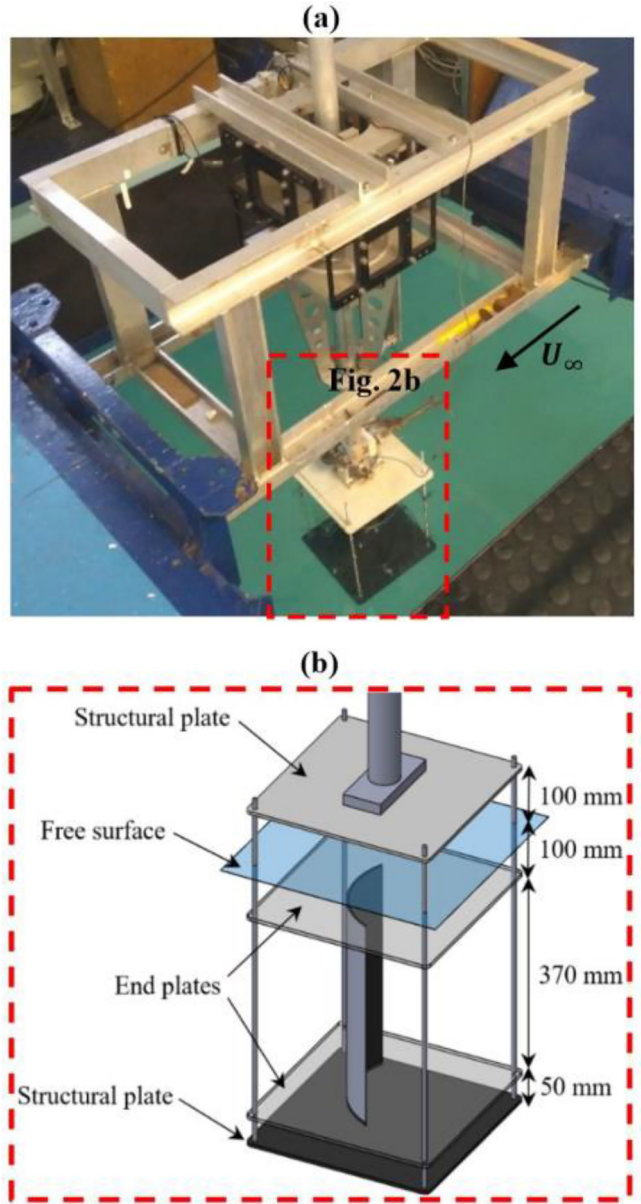 (a)
U∞
Fig. 2b
(b)
Structural plate
100 mm
Free surface
100 mm
End plates
370 mm
Structural plate
50 mm